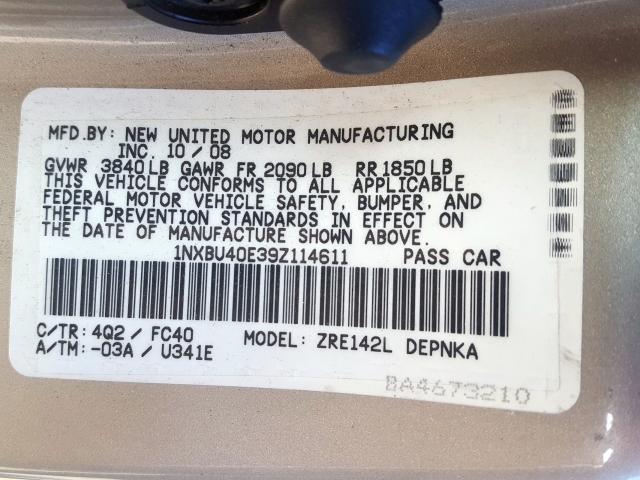 MFD.BY: NEW UNITED MOTOR MANUFACTURING
INC. 10 / 08
GVWR 3840 LB GAWR FR 2090 LB RR 1850 LB
THIS VEHICLE CONFORMS TO ALL APPLICABLE
FEDERAL MOTOR VEHICLE SAFETY, BUMPER, AND
THEFT PREVENTION STANDARDS IN EFFECT ON
THE DATE OF MANUFACTURE SHOWN ABOVE.
1NXBU40E39Z114611 PASS CAR
C/TR: 4Q2 / FC40 MODEL: ZRE142L DEPNKA
A/TM: -03A / U341E
BA4673210